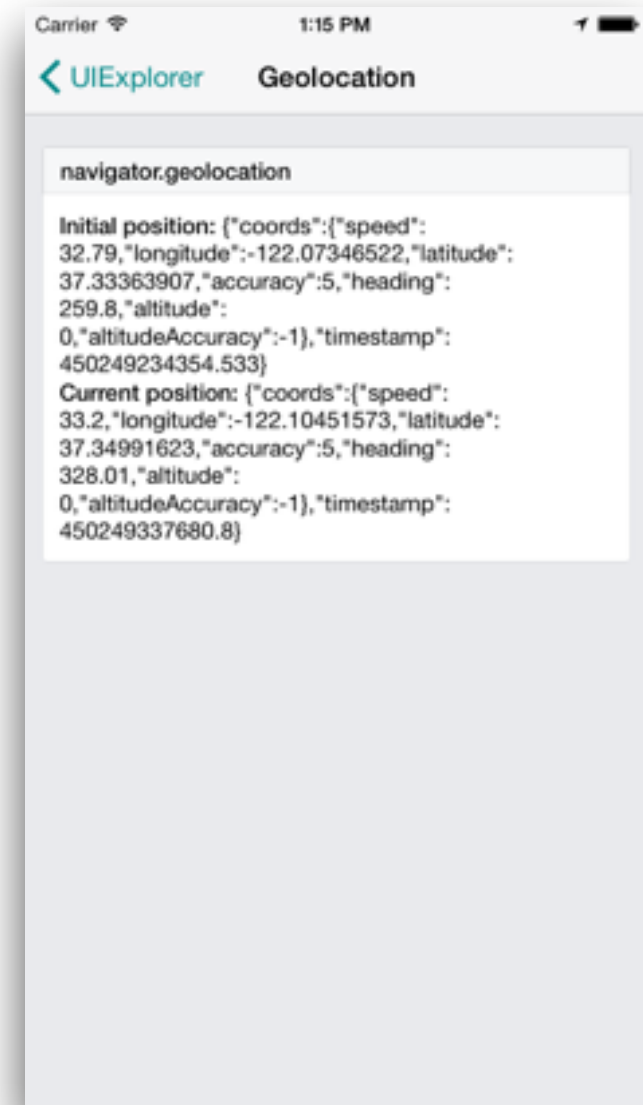 Carrier 1:15 PM
UIExplorer Geolocation
navigator.geolocation
Initial position: {"coords":{"speed":
32.79,"longitude":-122.07346522,"latitude":
37.33363907,"accuracy":5,"heading":
259.8,"altitude":
0,"altitudeAccuracy":-1},"timestamp":
450249234354.533}
Current position: {"coords":{"speed":
33.2,"longitude":-122.10451573,"latitude":
37.34991623,"accuracy":5,"heading":
328.01,"altitude":
0,"altitudeAccuracy":-1},"timestamp":
450249337680.8}